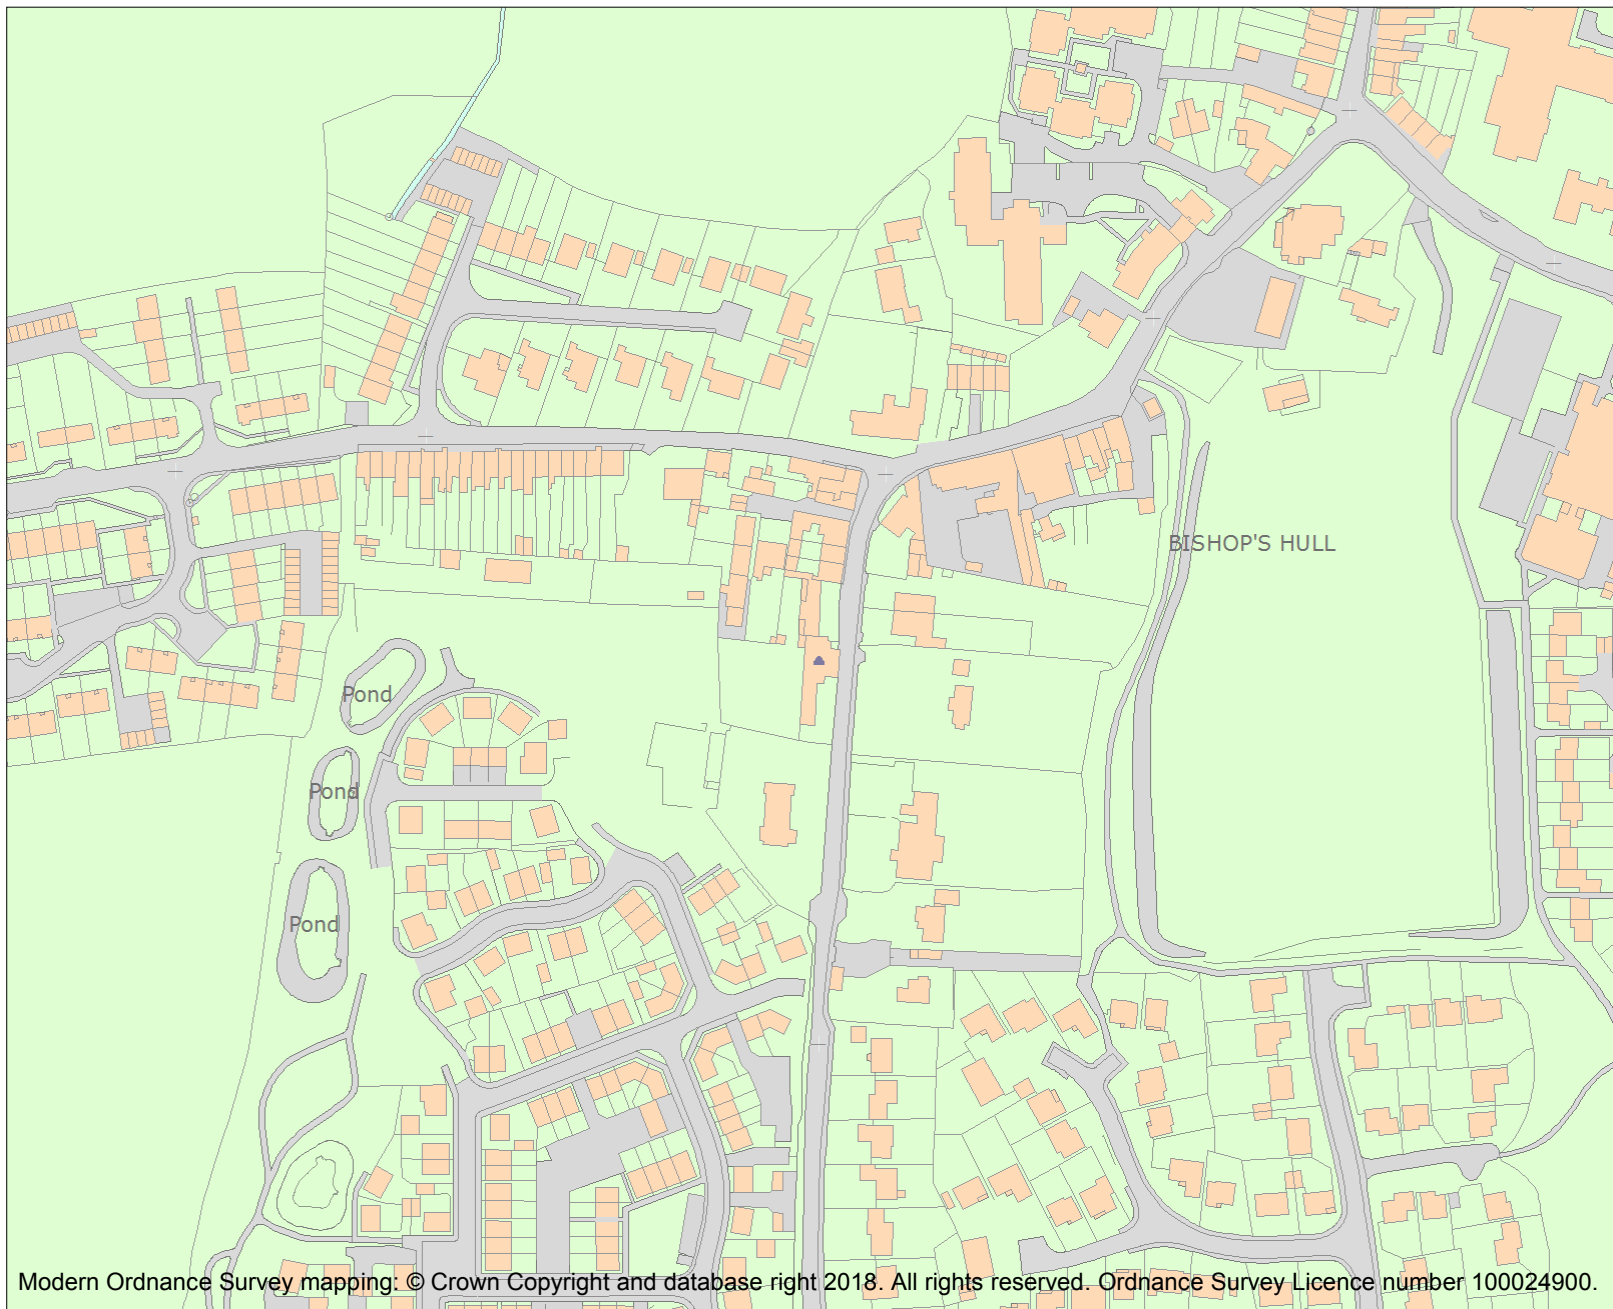 BISHOP'S HULL
Pond
Pond
Pond
Modern Ordnance Survey mapping: © Crown Copyright and database right 2018. All rights reserved. Ordnance Survey Licence number 100024900.